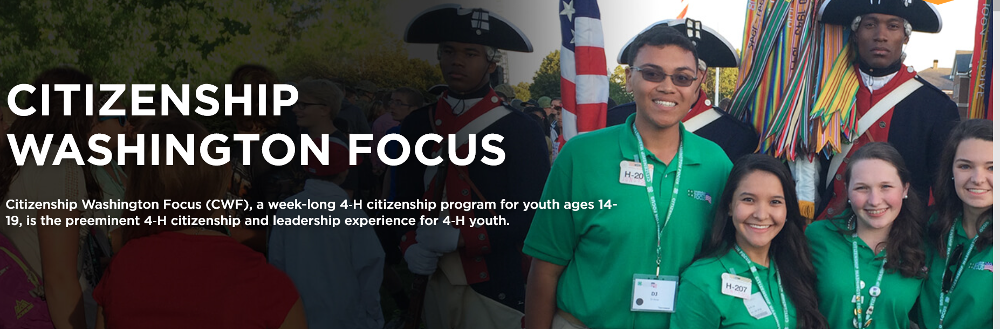 CITIZENSHIP
WASHINGTON FOCUS
Citizenship Washington Focus (CWF), a week-long 4-H citizenship program for youth ages 14-
19, is the preeminent 4-H citizenship and leadership experience for 4-H youth.
H-20
DJ
H-207